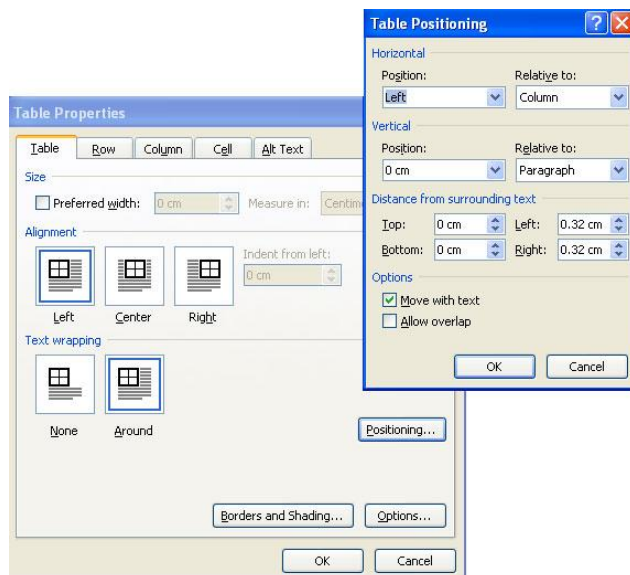 Table Positioning
Horizontal
Position: Relative to:
Left Column
Vertical
Position: Relative to:
0 cm Paragraph
Distance from surrounding text
Top: 0 cm Left: 0.32 cm
Bottom: 0 cm Right: 0.32 cm
Options
Move with text
Allow overlap
OK Cancel
Table Properties
Table Row Column Cell Alt Text
Size
Preferred width: 0 cm Measure in: Centime
Alignment
Indent from left:
0 cm
Left Center Right
Text wrapping
None Around
Positioning...
Borders and Shading... Options...
OK Cancel